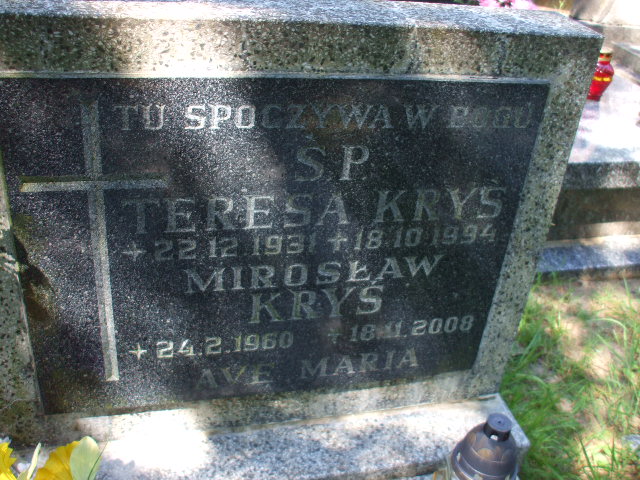 TU SPOCZYWA W BOGU
Ś.P
TERESA KRYŚ
+22.12.1931 +18.10.1994
MIROSŁAW
KRYŚ
+24.2.1960 +18.11.2008
AVE MARIA